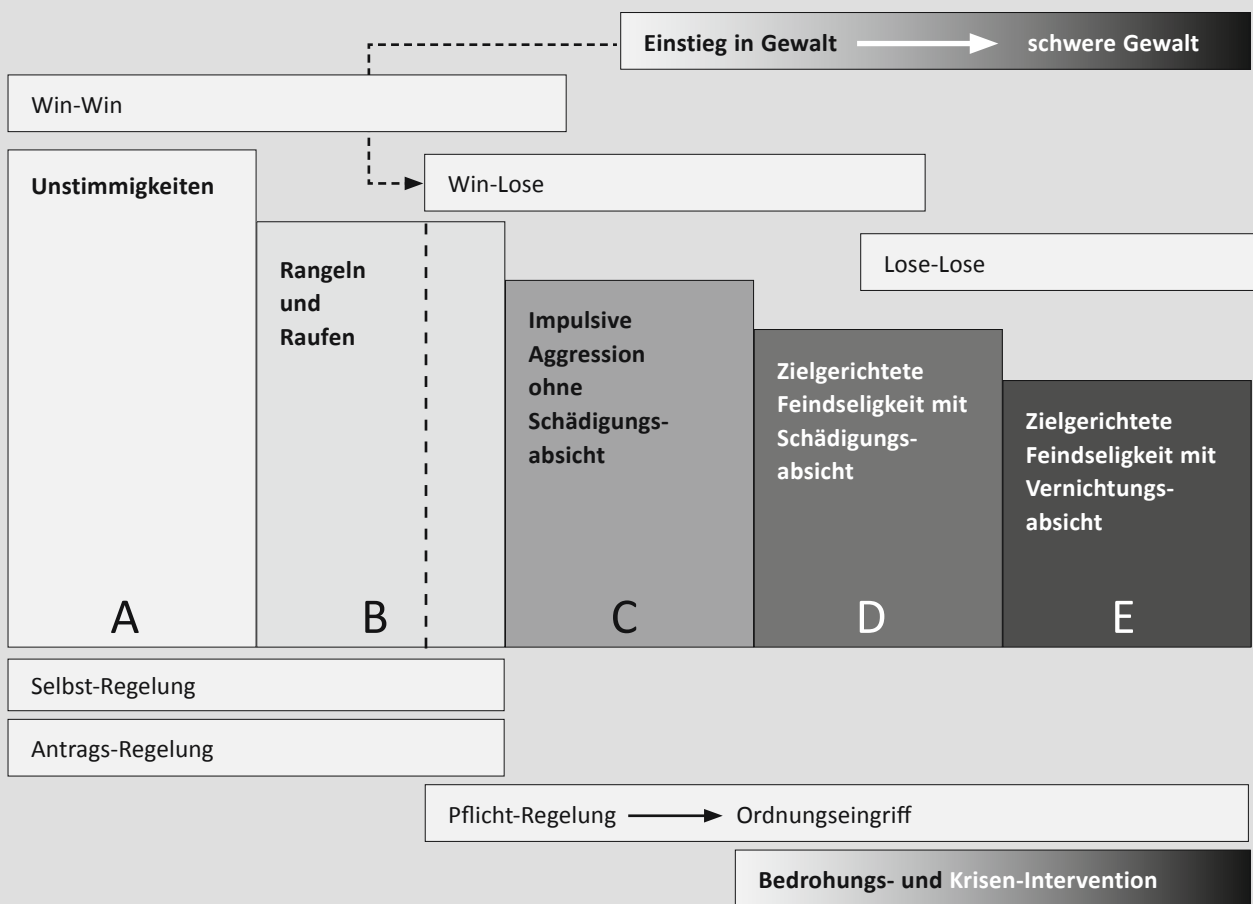 Einstieg in Gewalt schwere Gewalt
Win-Win
Unstimmigkeiten
Win-Lose
Rangeln
und
Raufen
Lose-Lose
Impulsive
Aggression
ohne
Schädigungs-
absicht
Zielgerichtete
Feindseligkeit mit
Schädigungs-
absicht
Zielgerichtete
Feindseligkeit mit
Vernichtungs-
absicht
A B C D E
Selbst-Regelung
Antrags-Regelung
Pflicht-Regelung Ordnungseingriff
Bedrohungs- und Krisen-Intervention